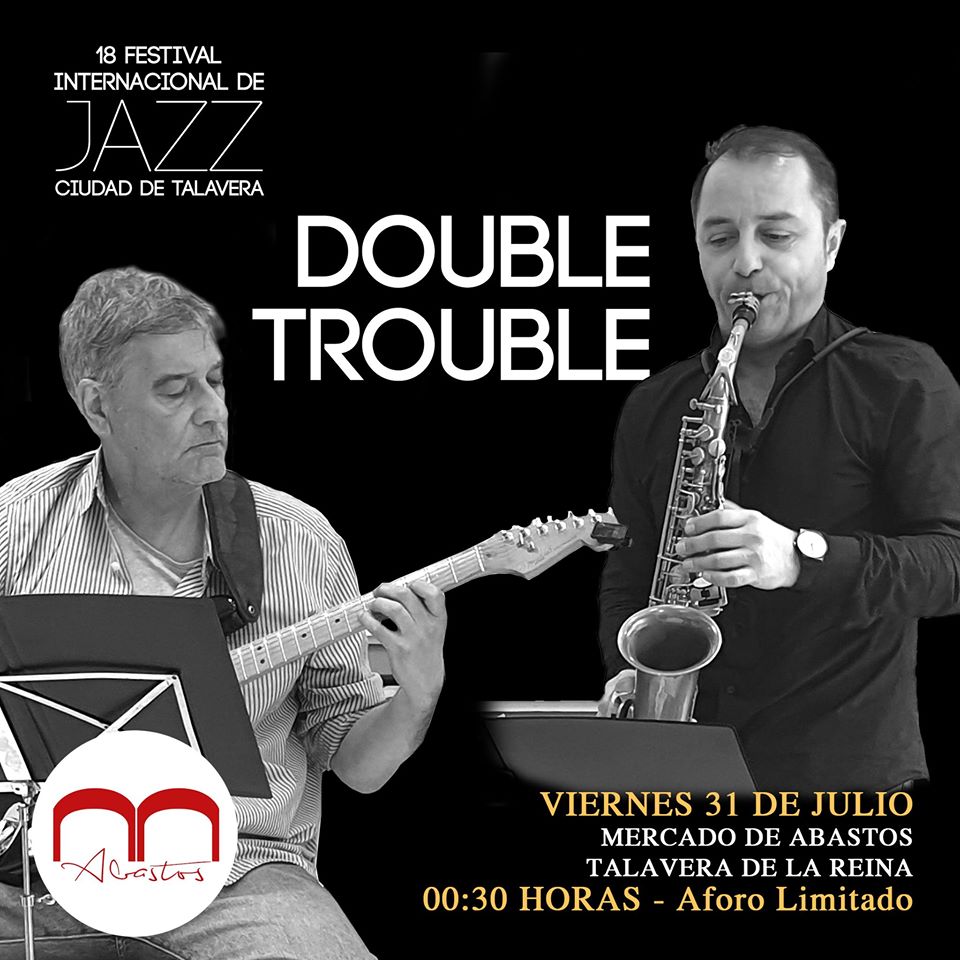 18 FESTIVAL
INTERNACIONAL DE
JAZZ
CIUDAD DE TALAVERA
DOUBLE
TROUBLE
Abastos
VIERNES 31 DE JULIO
MERCADO DE ABASTOS
TALAVERA DE LA REINA
00:30 HORAS - Aforo Limitado